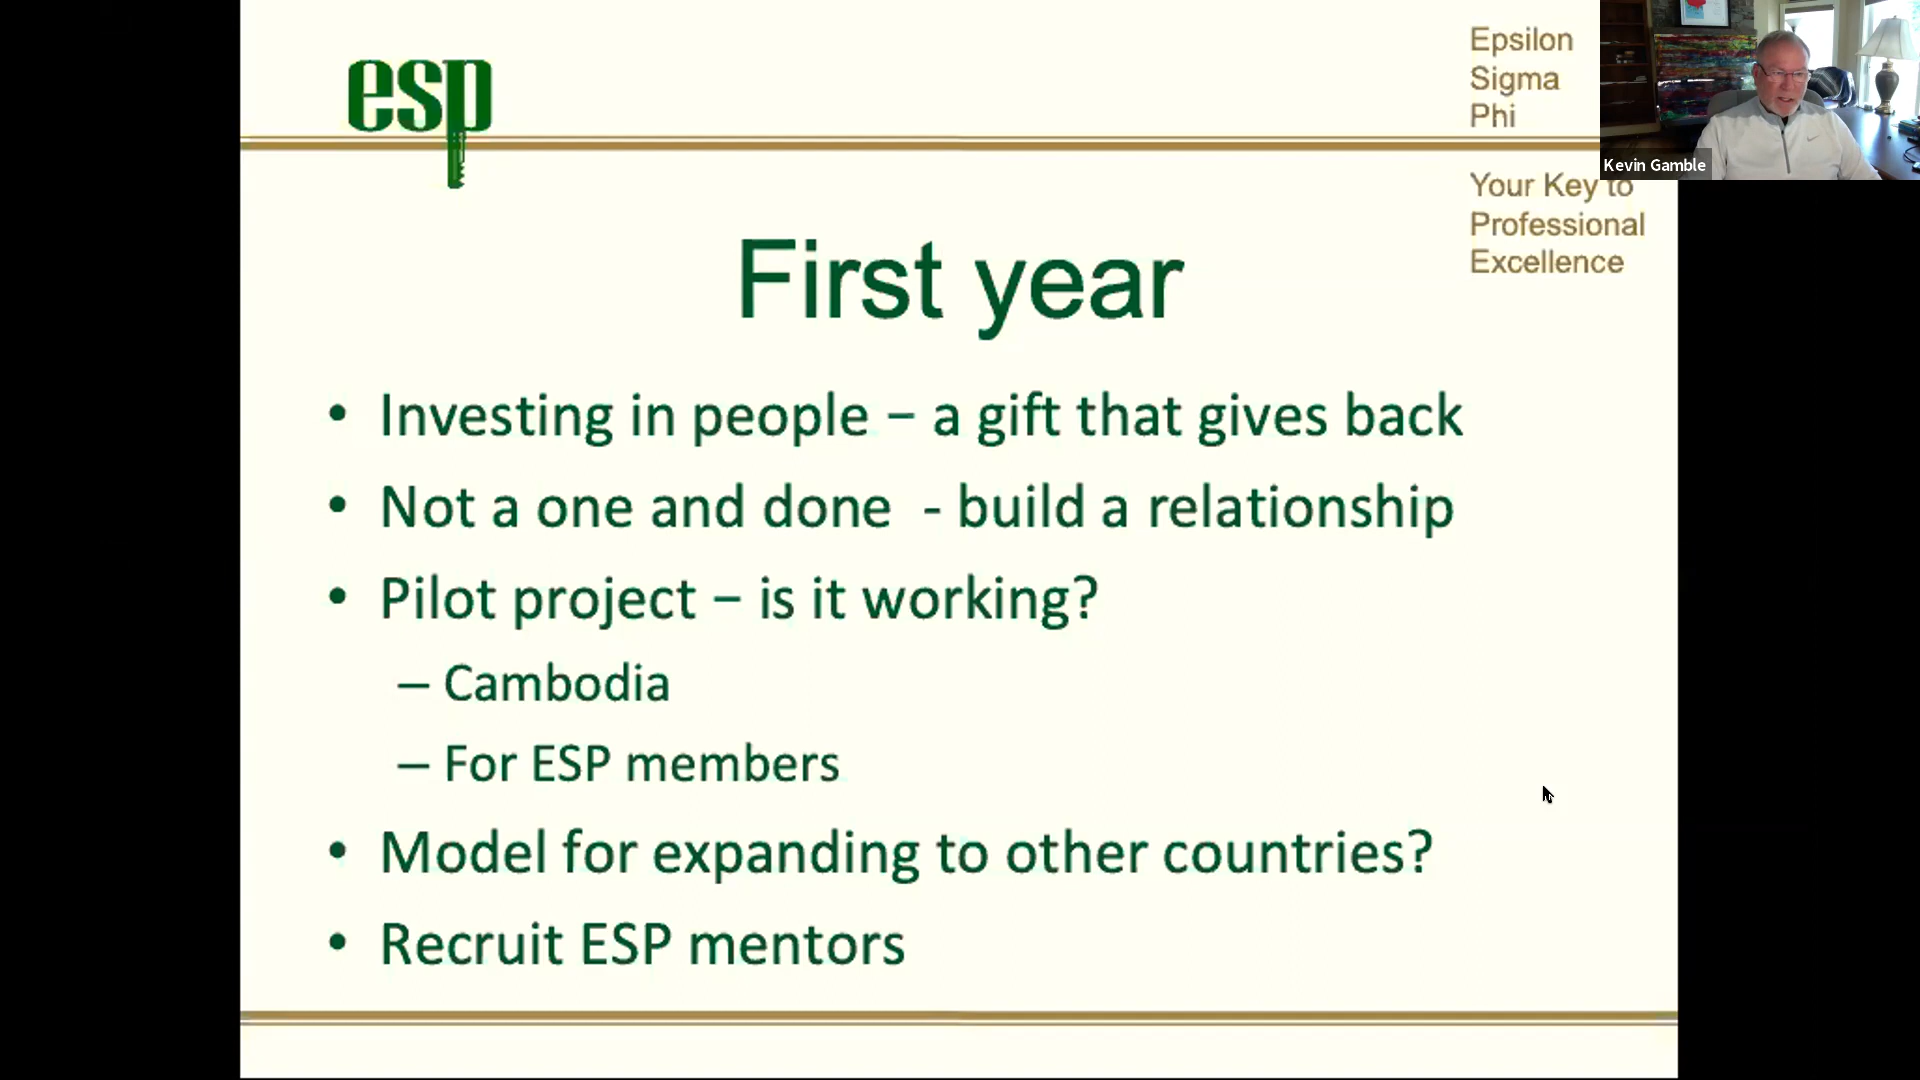 esp
Epsilon
Sigma
Phi
Kevin Gamble
Your Key to
Professional
Excellence
First year
• Investing in people – a gift that gives back
• Not a one and done  - build a relationship
• Pilot project – is it working?
– Cambodia
– For ESP members
• Model for expanding to other countries?
• Recruit ESP mentors